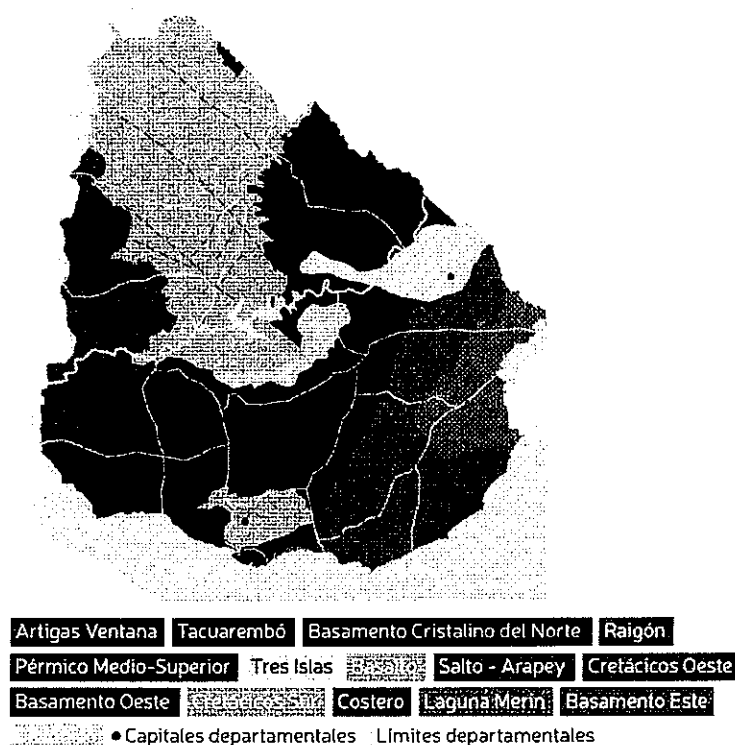 Artigas Ventana Tacuarembó Basamento Cristalino del Norte Raigón
Pérmico Medio-Superior Tres Islas Basalto Salto - Arapey Cretácicos Oeste
Basamento Oeste Cretácicos Sur Costero Laguna Merín Basamento Este
• Capitales departamentales Límites departamentales